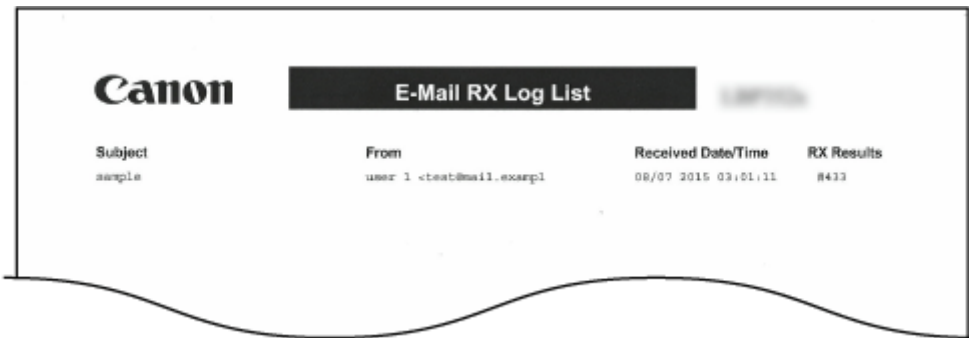 Canon
E-Mail RX Log List
Subject From Received Date/Time RX Results
sample user 1 <test@mail.exampl 08/07 2015 03:01:11 #433